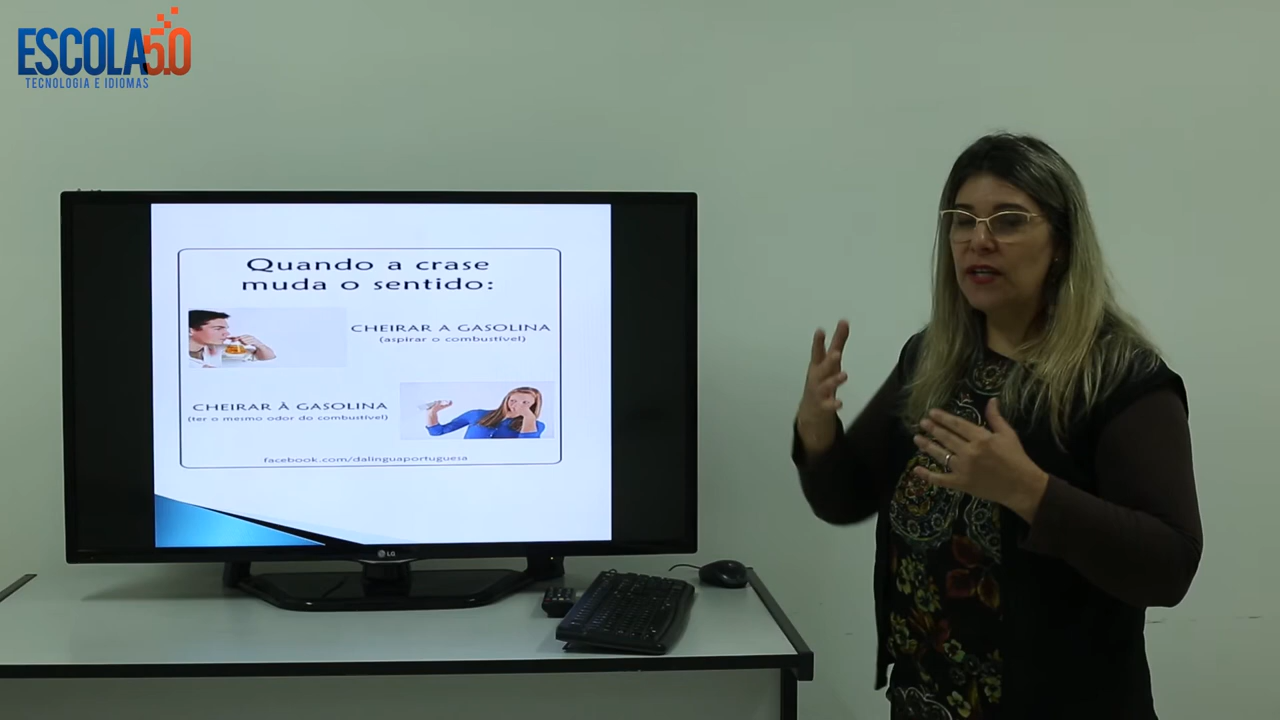 ESCOLA5.0
TECNOLOGIA E IDIOMAS
Quando a crase
muda o sentido:
CHEIRAR A GASOLINA
(aspirar o combustível)
CHEIRAR À GASOLINA
(ter o mesmo odor do combustível)
facebook.com/dalinguaportuguesa
LG